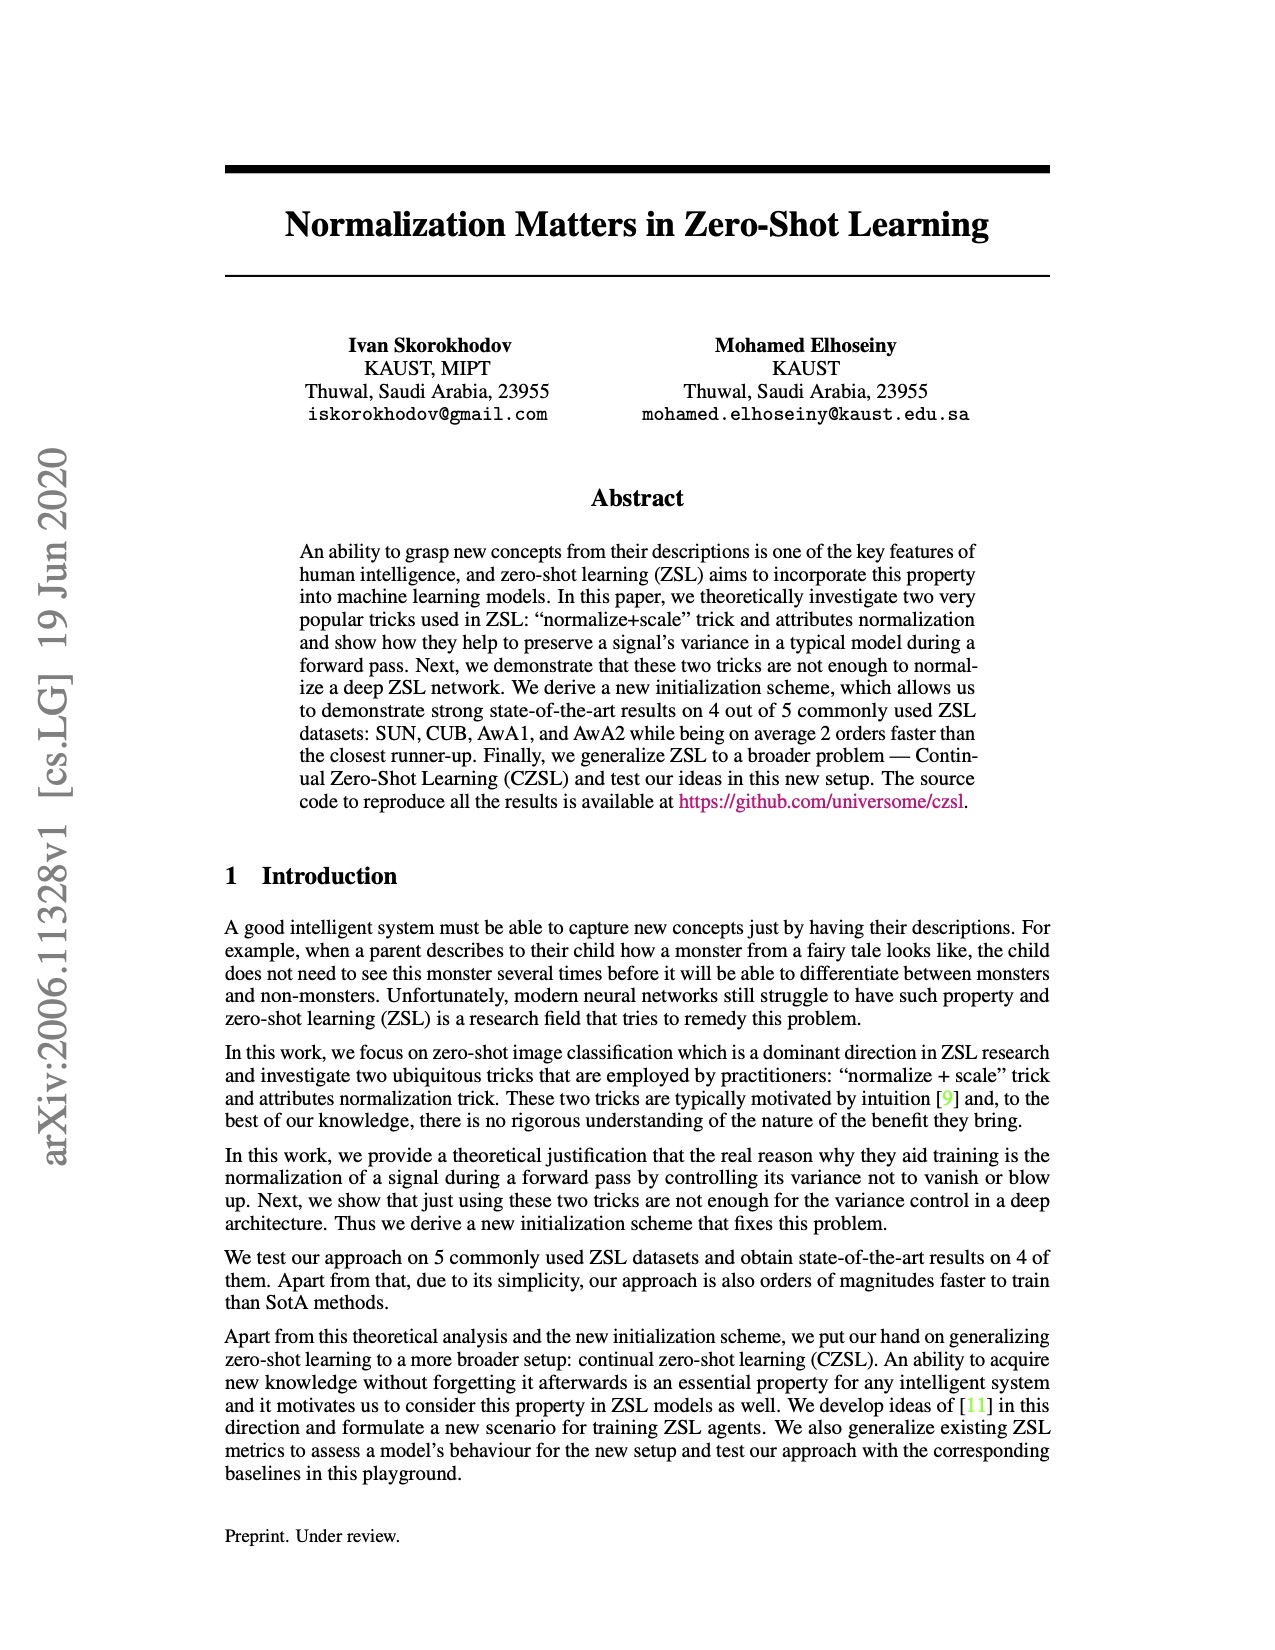 Normalization Matters in Zero-Shot Learning
Ivan Skorokhodov
KAUST, MIPT
Thuwal, Saudi Arabia, 23955
iskorokhodov@gmail.com
Mohamed Elhoseiny
KAUST
Thuwal, Saudi Arabia, 23955
mohamed.elhoseiny@kaust.edu.sa
arXiv:2006.11328v1 [cs.LG] 19 Jun 2020
Abstract
An ability to grasp new concepts from their descriptions is one of the key features of
human intelligence, and zero-shot learning (ZSL) aims to incorporate this property
into machine learning models. In this paper, we theoretically investigate two very
popular tricks used in ZSL: “normalize+scale” trick and attributes normalization
and show how they help to preserve a signal’s variance in a typical model during a
forward pass. Next, we demonstrate that these two tricks are not enough to normal-
ize a deep ZSL network. We derive a new initialization scheme, which allows us
to demonstrate strong state-of-the-art results on 4 out of 5 commonly used ZSL
datasets: SUN, CUB, AwA1, and AwA2 while being on average 2 orders faster than
the closest runner-up. Finally, we generalize ZSL to a broader problem — Contin-
ual Zero-Shot Learning (CZSL) and test our ideas in this new setup. The source
code to reproduce all the results is available at https://github.com/universome/czsl.
1 Introduction
A good intelligent system must be able to capture new concepts just by having their descriptions. For
example, when a parent describes to their child how a monster from a fairy tale looks like, the child
does not need to see this monster several times before it will be able to differentiate between monsters
and non-monsters. Unfortunately, modern neural networks still struggle to have such property and
zero-shot learning (ZSL) is a research field that tries to remedy this problem.
In this work, we focus on zero-shot image classification which is a dominant direction in ZSL research
and investigate two ubiquitous tricks that are employed by practitioners: “normalize + scale” trick
and attributes normalization trick. These two tricks are typically motivated by intuition [9] and, to the
best of our knowledge, there is no rigorous understanding of the nature of the benefit they bring.
In this work, we provide a theoretical justification that the real reason why they aid training is the
normalization of a signal during a forward pass by controlling its variance not to vanish or blow
up. Next, we show that just using these two tricks are not enough for the variance control in a deep
architecture. Thus we derive a new initialization scheme that fixes this problem.
We test our approach on 5 commonly used ZSL datasets and obtain state-of-the-art results on 4 of
them. Apart from that, due to its simplicity, our approach is also orders of magnitudes faster to train
than SotA methods.
Apart from this theoretical analysis and the new initialization scheme, we put our hand on generalizing
zero-shot learning to a more broader setup: continual zero-shot learning (CZSL). An ability to acquire
new knowledge without forgetting it afterwards is an essential property for any intelligent system
and it motivates us to consider this property in ZSL models as well. We develop ideas of [11] in this
direction and formulate a new scenario for training ZSL agents. We also generalize existing ZSL
metrics to assess a model’s behaviour for the new setup and test our approach with the corresponding
baselines in this playground.
Preprint. Under review.